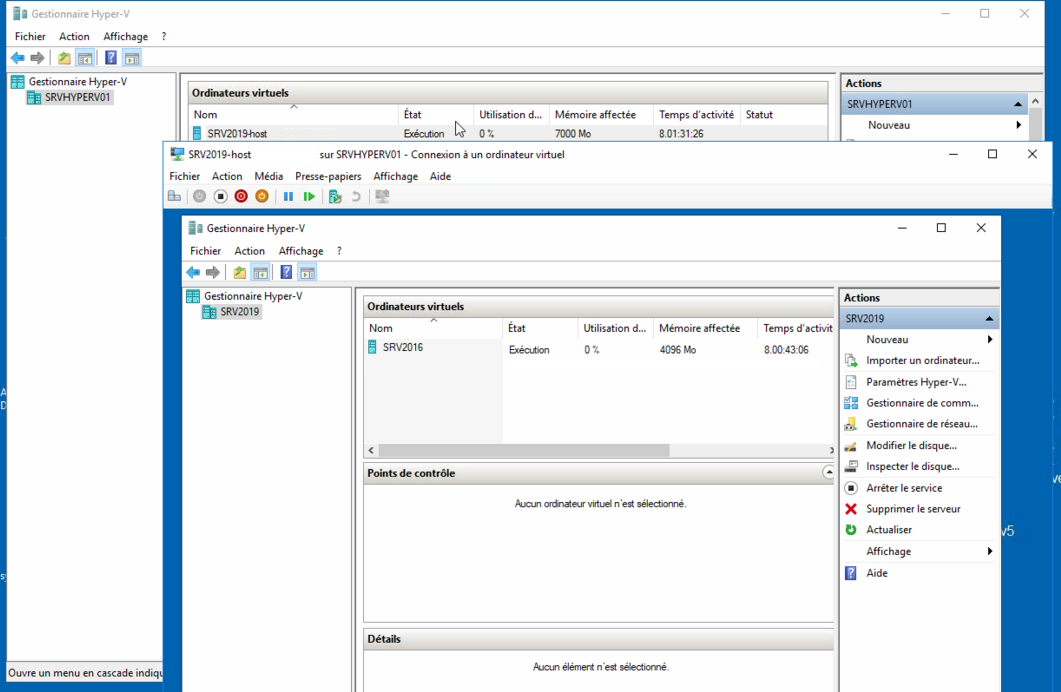 Gestionnaire Hyper-V
Fichier Action Affichage ?
Gestionnaire Hyper-V
SRVHYPERV01
Ordinateurs virtuels
Nom État Utilisation d... Mémoire affectée Temps d'activité Statut
SRV2019-host Exécution 0 % 7000 Mo 8.01:31:26
Actions
SRVHYPERV01
Nouveau
SRV2019-host sur SRVHYPERV01 - Connexion à un ordinateur virtuel
Fichier Action Média Presse-papiers Affichage Aide
Gestionnaire Hyper-V
Fichier Action Affichage ?
Gestionnaire Hyper-V
SRV2019
Ordinateurs virtuels
Nom État Utilisation d... Mémoire affectée Temps d'activit
SRV2016 Exécution 0 % 4096 Mo 8.00:43:06
Points de contrôle
Aucun ordinateur virtuel n'est sélectionné.
Détails
Aucun élément n'est sélectionné.
Actions
SRV2019
Nouveau
Importer un ordinateur...
Paramètres Hyper-V...
Gestionnaire de comm...
Gestionnaire de réseau...
Modifier le disque...
Inspecter le disque...
Arrêter le service
Supprimer le serveur
Actualiser
Affichage
Aide
v5
Ouvre un menu en cascade indiqu